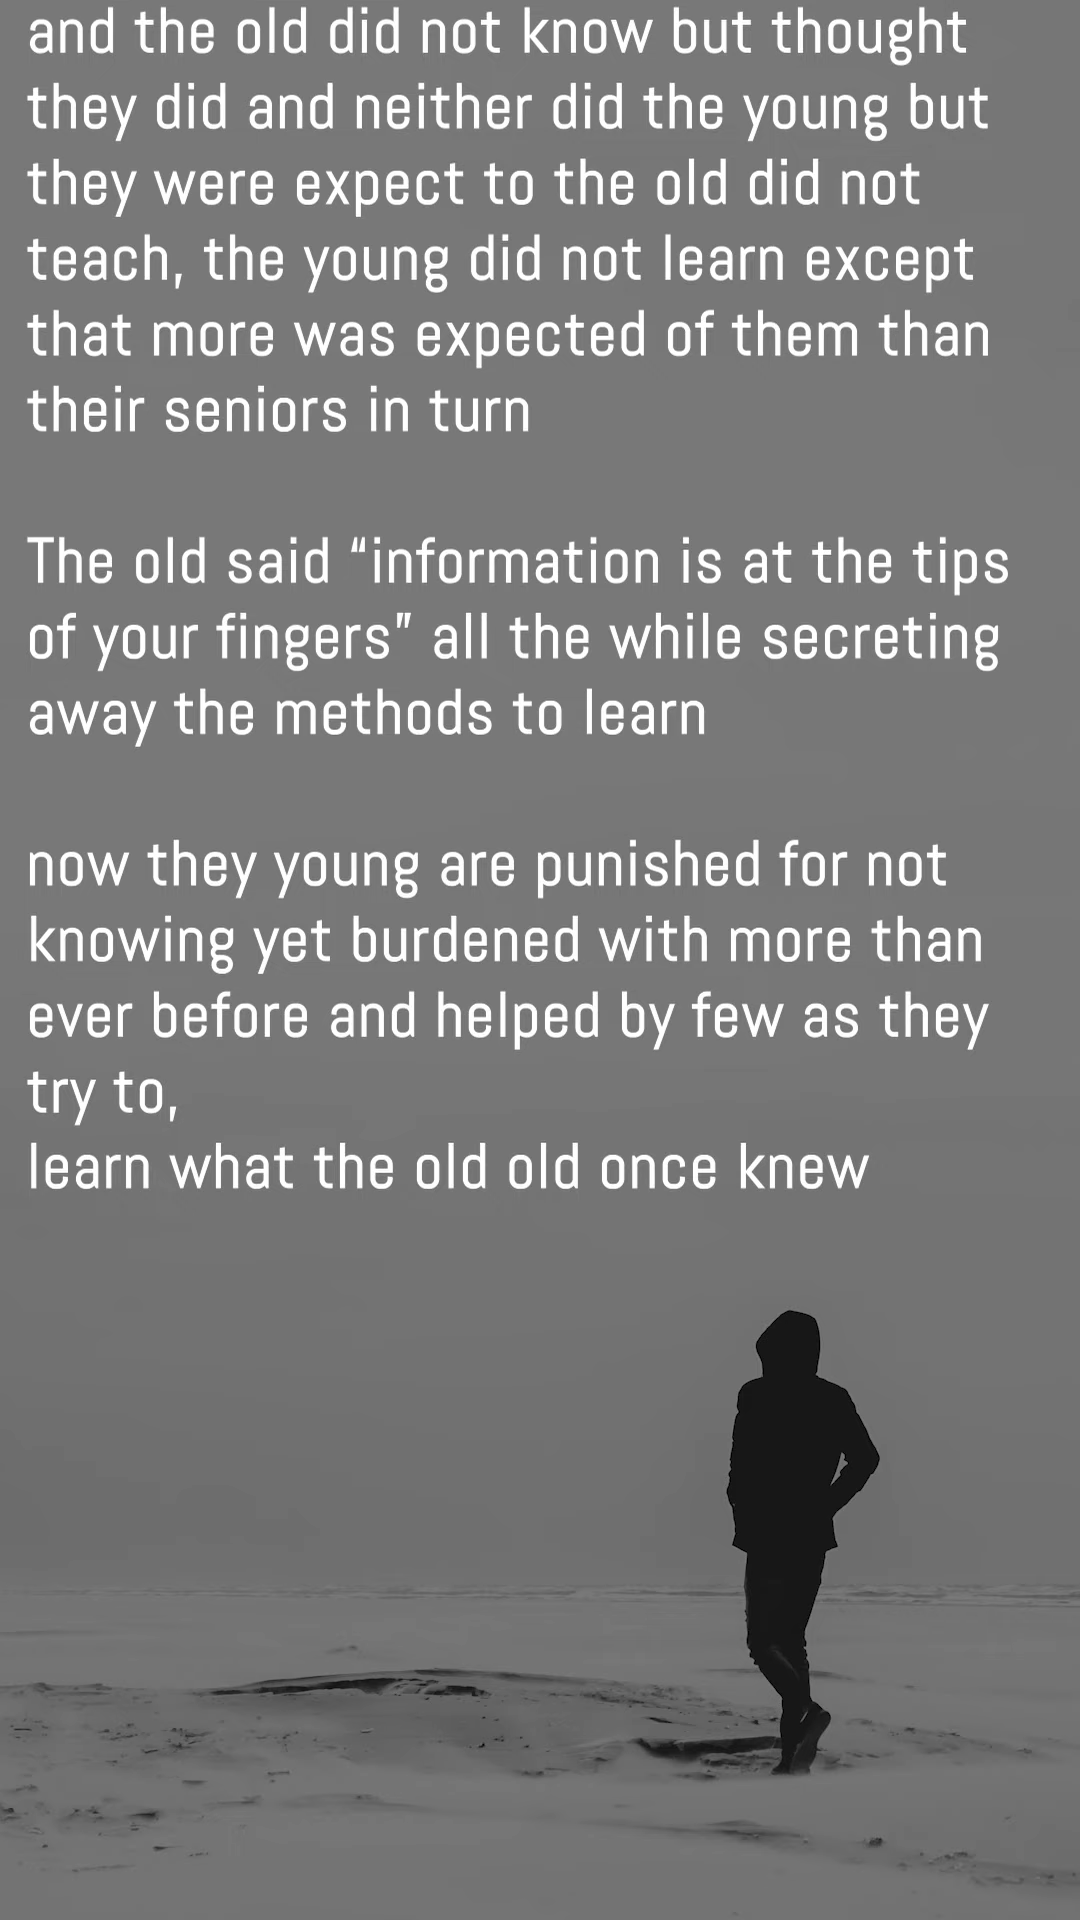 and the old did not know but thought
they did and neither did the young but
they were expect to the old did not
teach, the young did not learn except
that more was expected of them than
their seniors in turn
The old said “information is at the tips
of your fingers” all the while secreting
away the methods to learn
now they young are punished for not
knowing yet burdened with more than
ever before and helped by few as they
try to,
learn what the old old once knew